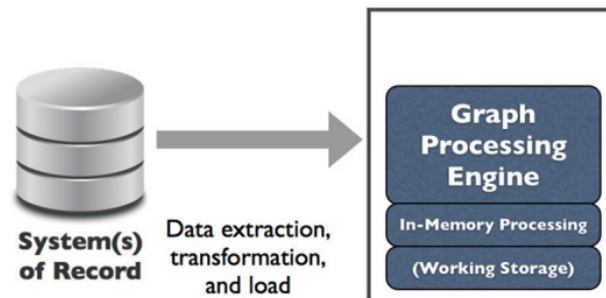 System(s)
of Record
Data extraction,
transformation,
and load
Graph
Processing
Engine
In-Memory Processing
(Working Storage)